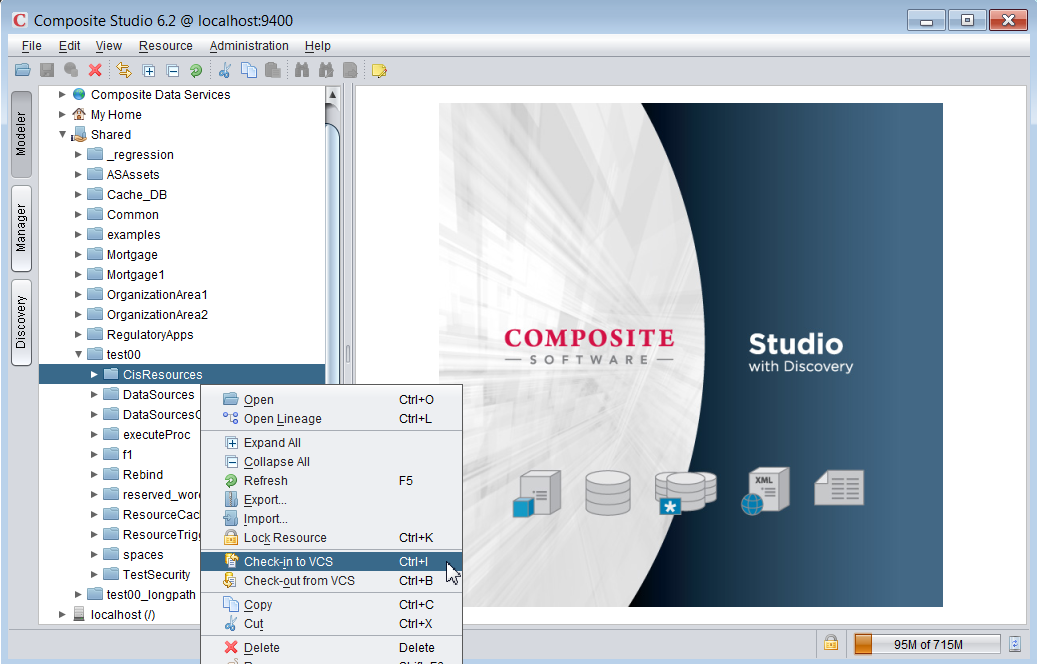 Composite Studio 6.2 @ localhost:9400
File Edit View Resource Administration Help
Modeler
Manager
Discovery
Composite Data Services
My Home
Shared
_regression
ASAssets
Cache_DB
Common
examples
Mortgage
Mortgage1
OrganizationArea1
OrganizationArea2
RegulatoryApps
test00
CisResources
DataSources
DataSourcesC
executeProc
f1
Rebind
reserved_wor
ResourceCac
ResourceTrig
spaces
TestSecurity
test00_longpath
localhost (/)
Open Ctrl+O
Open Lineage Ctrl+L
Expand All
Collapse All
Refresh F5
Export...
Import...
Lock Resource Ctrl+K
Check-in to VCS Ctrl+I
Check-out from VCS Ctrl+B
Copy Ctrl+C
Cut Ctrl+X
Delete Delete
COMPOSITE
SOFTWARE
Studio
with Discovery
XML
95M of 715M